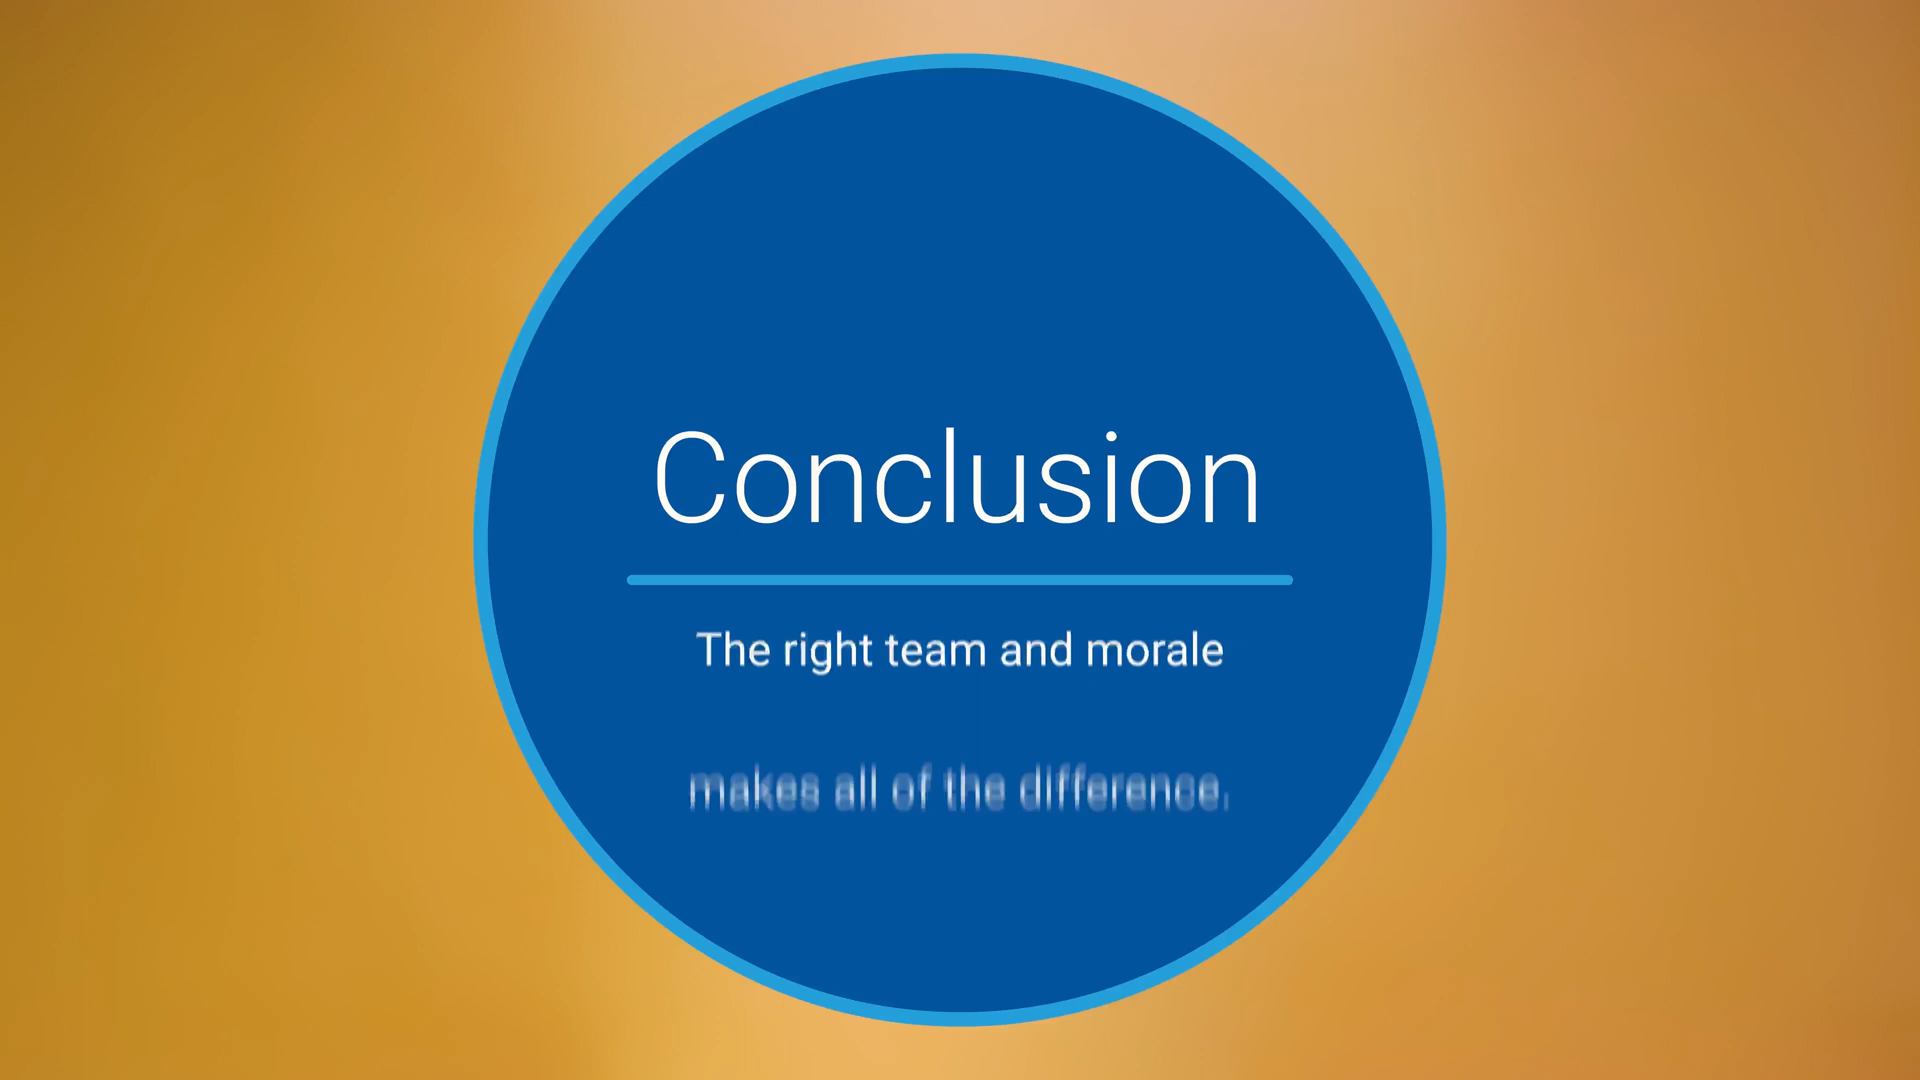 Conclusion
The right team and morale
makes all of the difference.